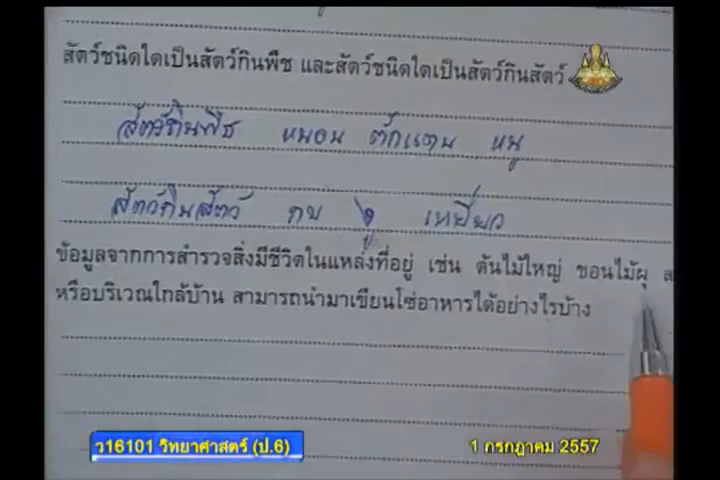 สัตว์ชนิดใดเป็นสัตว์กินพืช และสัตว์ชนิดใดเป็นสัตว์กินสัตว์
สัตว์กินพืช หนอน ตั๊กแตน หนู
สัตว์กินสัตว์ กบ งู เหยี่ยว
ข้อมูลจากการสำรวจสิ่งมีชีวิตในแหล่งที่อยู่ เช่น ต้นไม้ใหญ่ ขอนไม้ผุ
หรือบริเวณใกล้บ้าน สามารถนำมาเขียนโซ่อาหารได้อย่างไรบ้าง
ว16101 วิทยาศาสตร์ (ป.6)
1 กรกฎาคม 2557